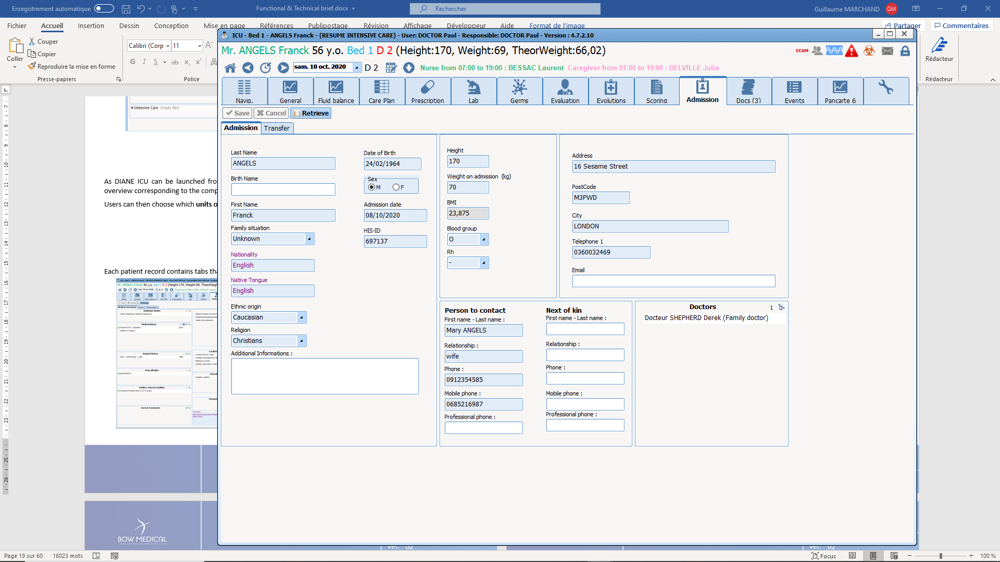 Enregistrement automatique
Functional & Technical brief.docx
Rechercher
Guillaume MARCHAND
GM
Fichier
Accueil
Insertion
Dessin
Conception
Mise en page
Références
Publipostage
Révision
Affichage
Développeur
Aide
Format de l'image
Partager
Commentaires
Coller
Couper
Copier
Reproduire la mise en forme
Presse-papiers
Calibri (Corp
11
G I S ab x₂ x²
Police
Rédacteur
Rédacteur
Intensive Care Empty Bed
As DIANE ICU can be launched fro
overview corresponding to the comp
Users can then choose which units o
Each patient record contains tabs tha
BOW MEDICAL
Ver. 02
Ver. 02
ICU - Bed 1 - ANGELS Franck - (RESUME INTENSIVE CARE) - User: DOCTOR Paul - Responsible: DOCTOR Paul - Version : 4.7.2.10
Mr. ANGELS Franck 56 y.o. Bed 1 D 2 (Height:170, Weight:69, TheorWeight:66,02)
CCAM
sam. 10 oct. 2020
D 2
Nurse from 07:00 to 19:00 : BESSAC Laurent
Caregiver from 07:00 to 19:00 : DELVILLE Julia
Navig.
General
Fluid balance
Care Plan
Prescription
Lab
Germs
Evaluation
Evolutions
Scoring
Admission
Docs (3)
Events
Pancarte 6
Save
Cancel
Retrieve
Admission
Transfer
Last Name
ANGELS
Birth Name
First Name
Franck
Family situation
Unknown
Nationality
English
Native Tongue
English
Ethnic origin
Caucasian
Religion
Christians
Additional Informations :
Date of Birth
24/02/1964
Sex
M
F
Admission date
08/10/2020
HIS-ID
697137
Height
170
Weight on admission (kg)
70
BMI
23,875
Blood group
O
Rh
-
Address
16 Sesame Street
PostCode
M3PWD
City
LONDON
Telephone 1
0360032469
Email
Person to contact
First name - Last name :
Mary ANGELS
Relationship :
wife
Phone :
0912354585
Mobile phone :
0685216987
Professional phone :
Next of kin
First name - Last name :
Relationship :
Phone :
Mobile phone :
Professional phone :
Doctors
1
Docteur SHEPHERD Derek (Family doctor)
Page 19 sur 60
16023 mots
Focus
100 %